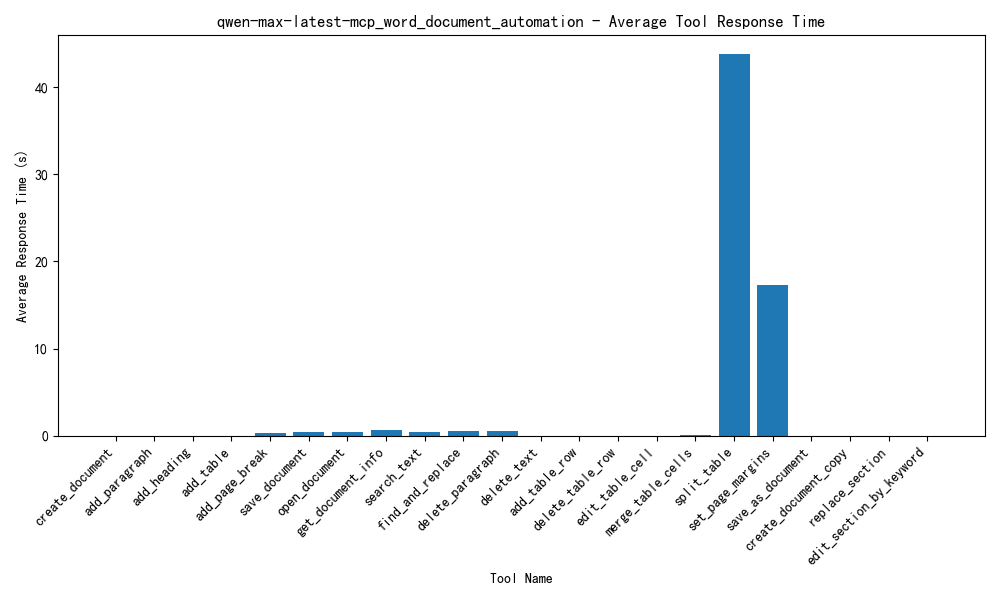 qwen-max-latest-mcp_word_document_automation - Average Tool Response Time
Average Response Time (s)
40
30
20
10
0
create_document
add_paragraph
add_heading
add_table
add_page_break
save_document
open_document
get_document_info
search_text
find_and_replace
delete_paragraph
delete_text
add_table_row
delete_table_row
edit_table_cell
merge_table_cells
split_table
set_page_margins
save_as_document
create_document_copy
replace_section
edit_section_by_keyword
Tool Name